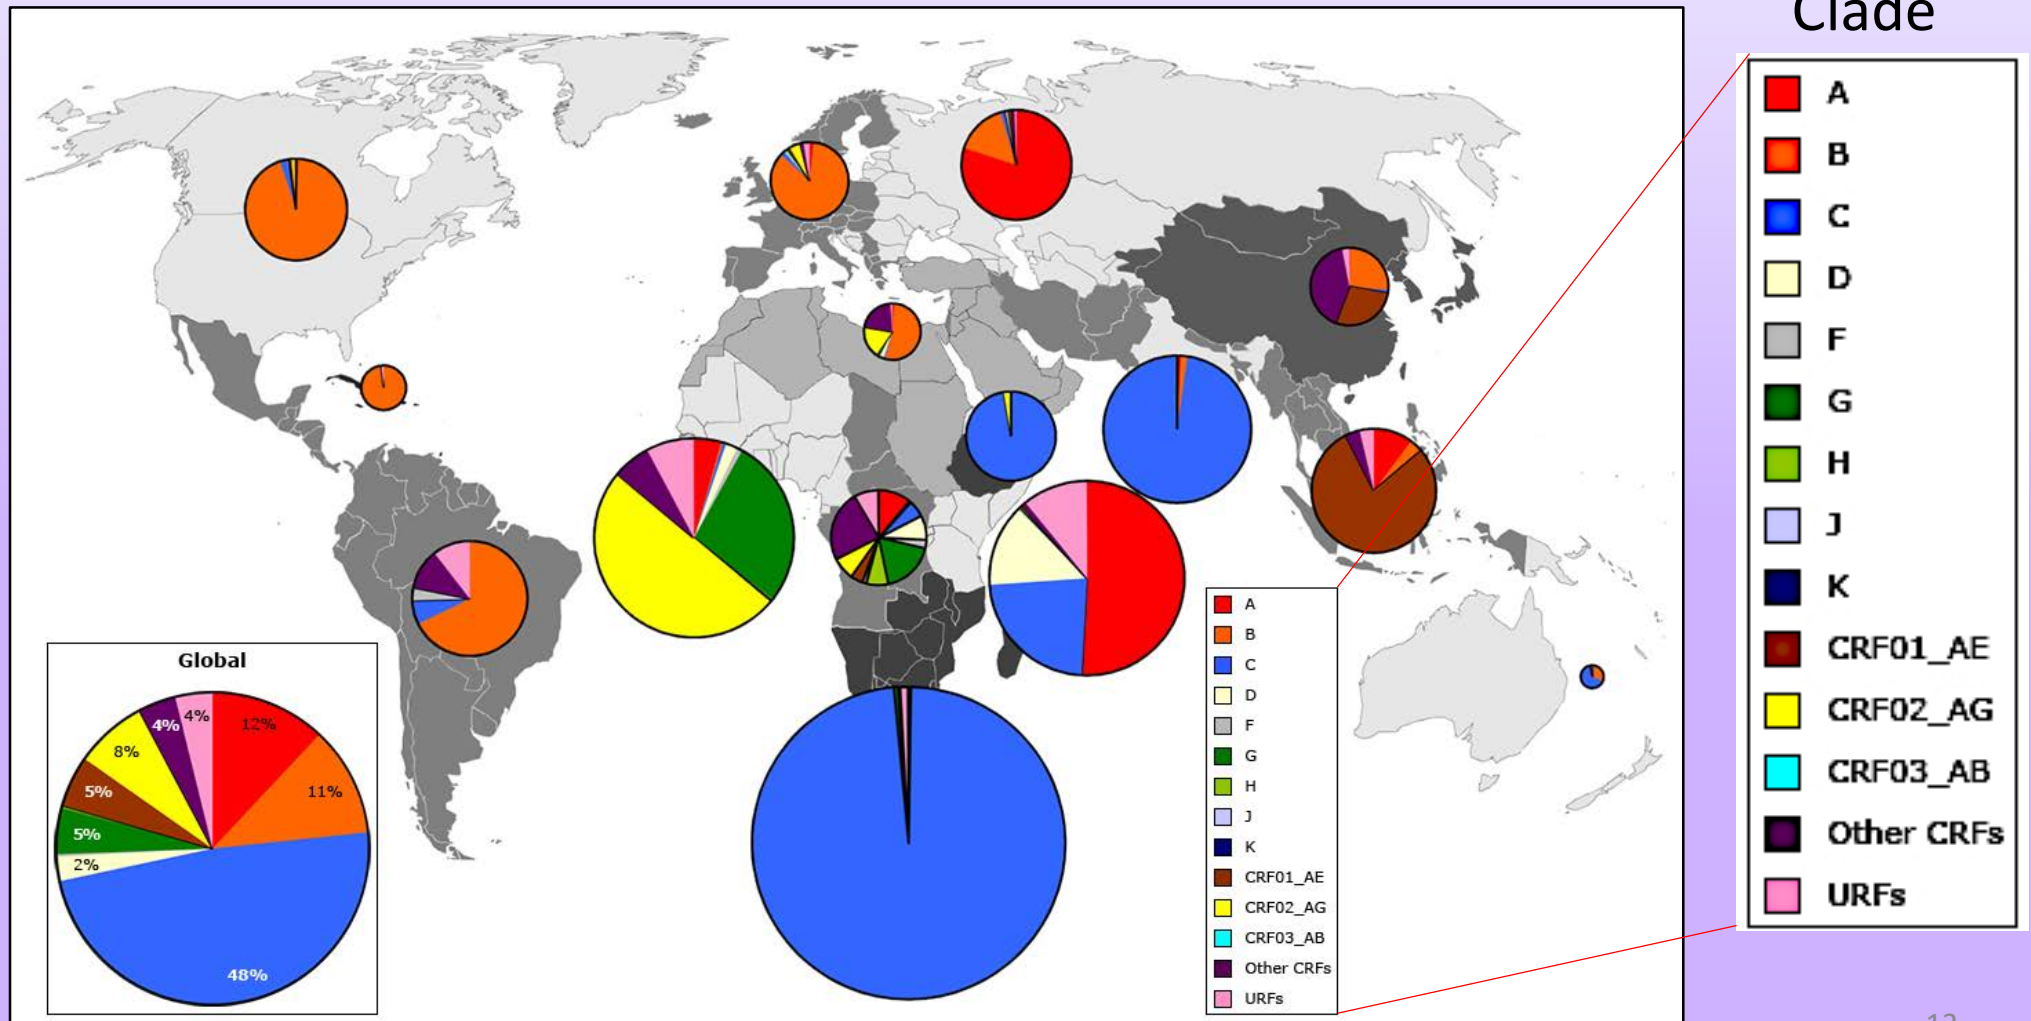 Clade
A
B
C
D
F
G
H
J
K
CRF01_AE
CRF02_AG
CRF03_AB
Other CRFs
URFs
A
B
C
D
F
G
H
J
K
CRF01_AE
CRF02_AG
CRF03_AB
Other CRFs
URFs
Global
4%
4%
12%
8%
11%
5%
5%
2%
48%